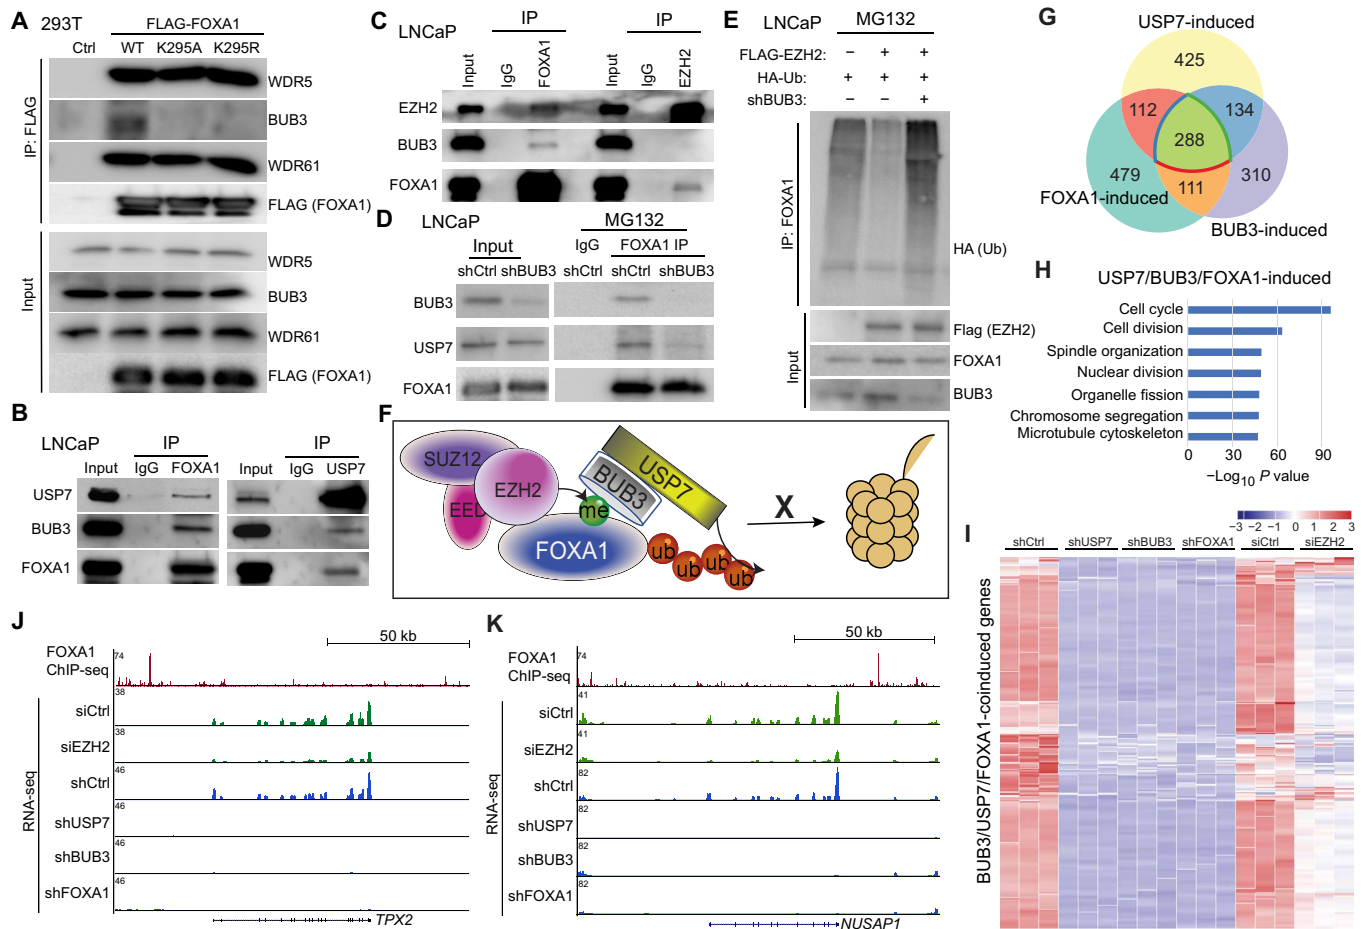 A
293T
FLAG-FOXA1
Ctrl WT K295A K295R
IP: FLAG
WDR5
BUB3
WDR61
FLAG (FOXA1)
Input
WDR5
BUB3
WDR61
FLAG (FOXA1)
B
LNCaP
IP IP
Input IgG FOXA1 Input IgG USP7
USP7
BUB3
FOXA1
C
LNCaP
IP IP
Input IgG FOXA1 Input IgG EZH2
EZH2
BUB3
FOXA1
D
LNCaP
MG132
Input IgG FOXA1 IP
shCtrl shBUB3 shCtrl shCtrl shBUB3
BUB3
USP7
FOXA1
E
LNCaP MG132
FLAG-EZH2: − + +
HA-Ub: + + +
shBUB3: − − +
IP: FOXA1
HA (Ub)
Input
Flag (EZH2)
FOXA1
BUB3
F
SUZ12
EED
EZH2
me
BUB3
USP7
FOXA1
ub ub ub ub
X
G
USP7-induced
425
112 134
288
479 111 310
FOXA1-induced
BUB3-induced
H
USP7/BUB3/FOXA1-induced
Cell cycle
Cell division
Spindle organization
Nuclear division
Organelle fission
Chromosome segregation
Microtubule cytoskeleton
0 30 60 90
−Log10 P value
I
−3 −2 −1 0 1 2 3
shCtrl shUSP7 shBUB3 shFOXA1 siCtrl siEZH2
BUB3/USP7/FOXA1-coinduced genes
J
50 kb
FOXA1
ChIP-seq
74
RNA-seq
siCtrl
38
siEZH2
38
shCtrl
46
shUSP7
46
shBUB3
46
shFOXA1
46
TPX2
K
50 kb
FOXA1
ChIP-seq
74
RNA-seq
siCtrl
41
siEZH2
41
shCtrl
82
shUSP7
82
shBUB3
82
shFOXA1
82
NUSAP1